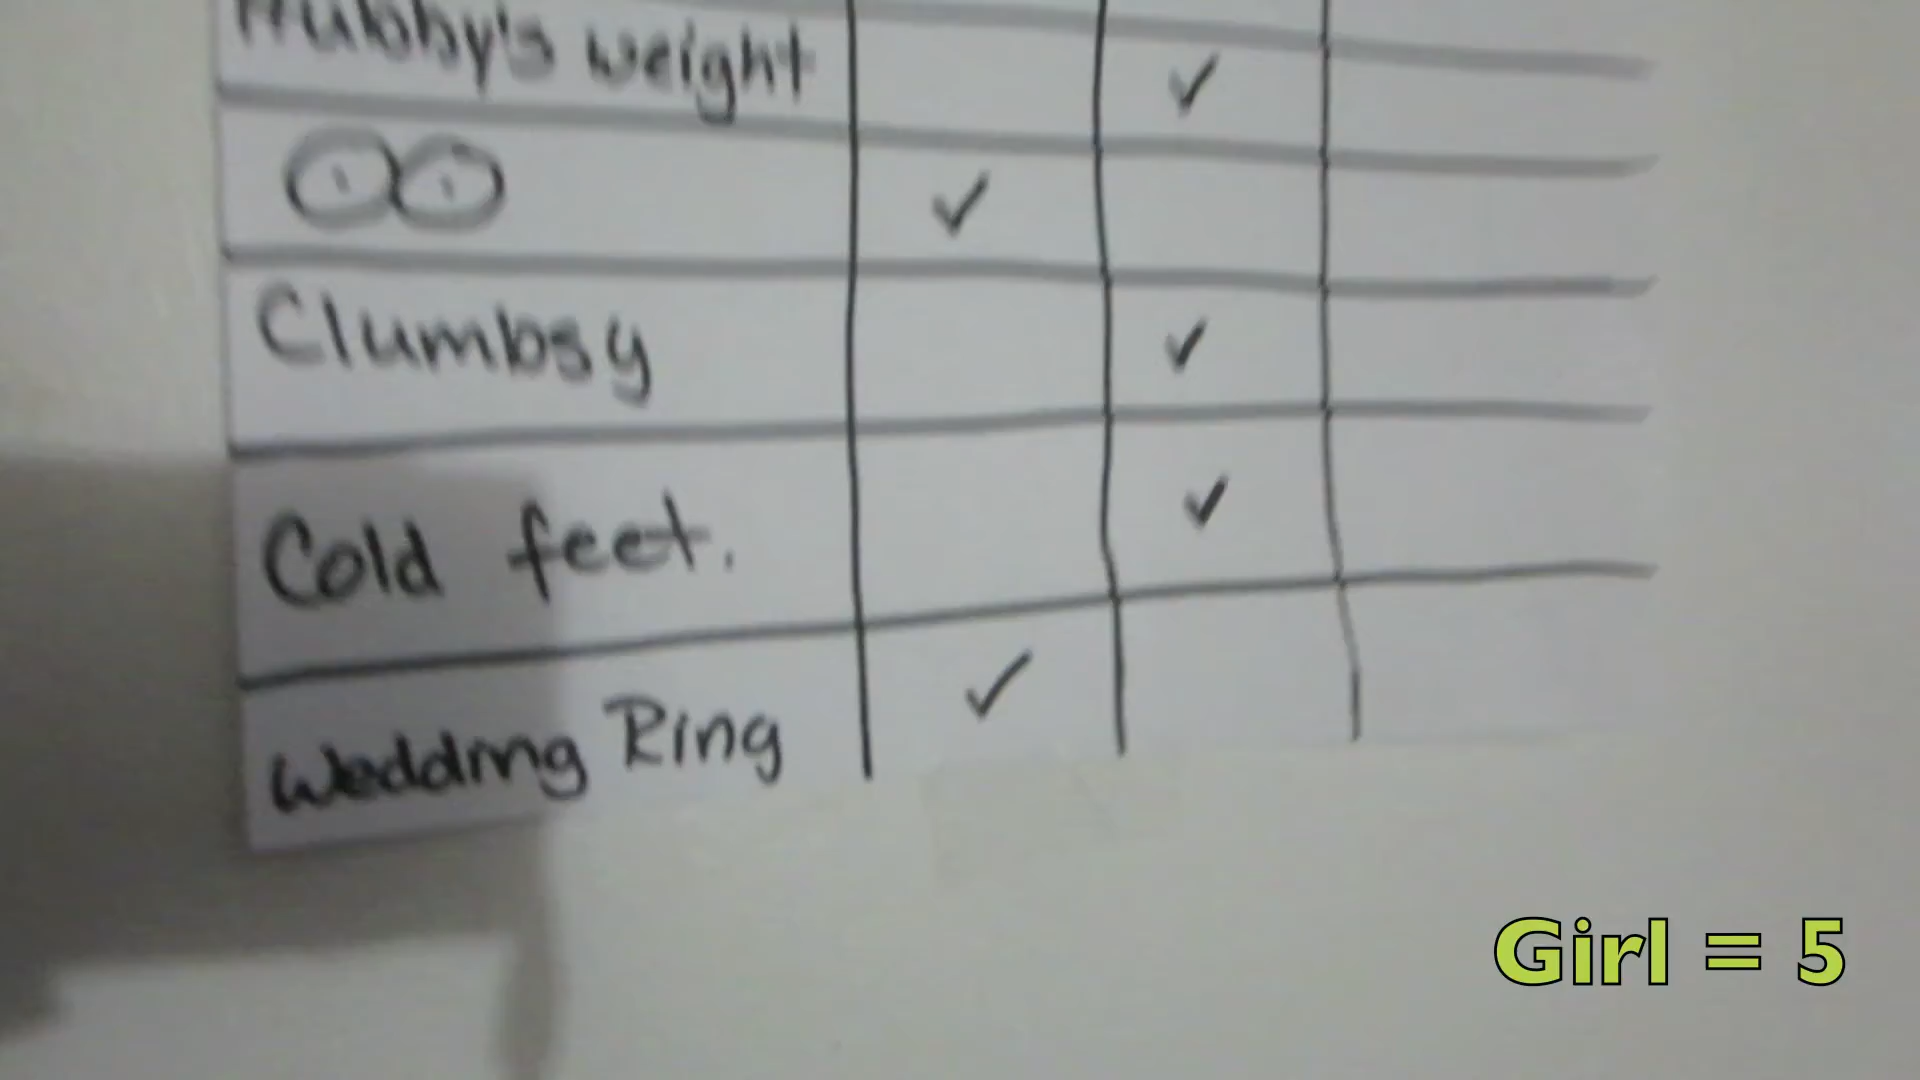 Hubby's weight
Clumbsy
Cold feet.
Wedding Ring
Girl = 5